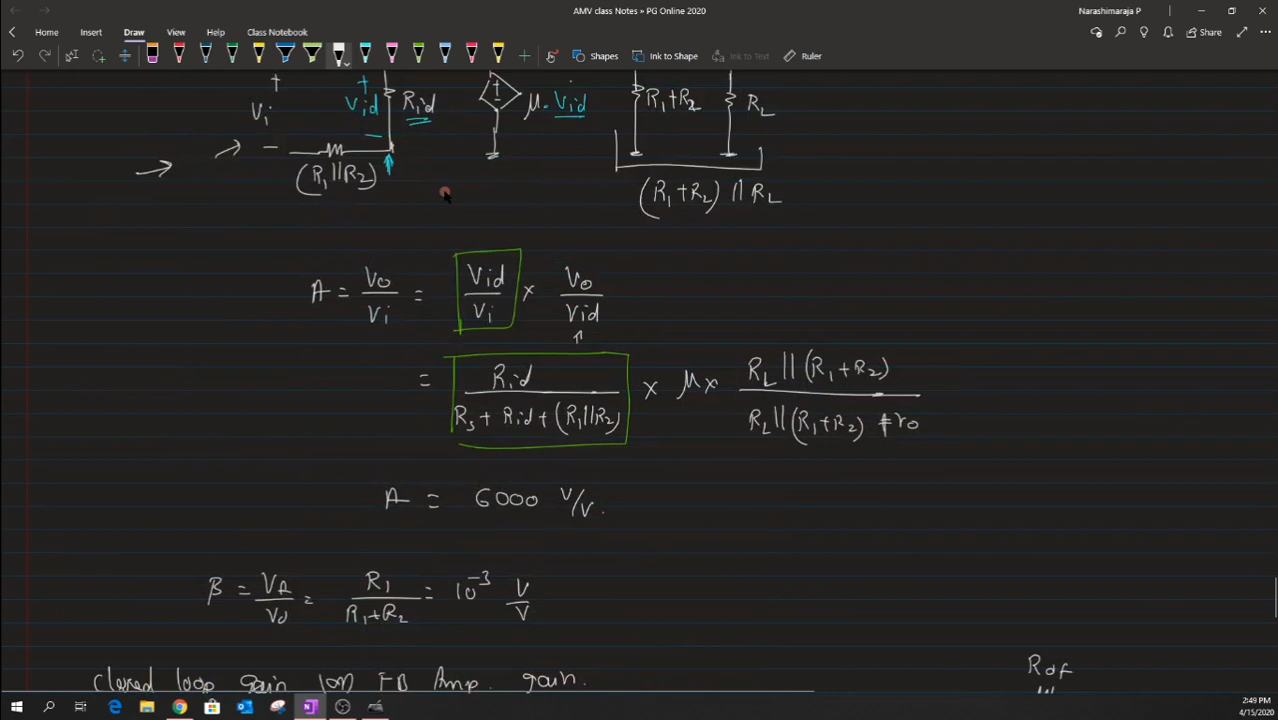 AMV class Notes » PG Online 2020
Narashimaraja P
Home Insert Draw View Help Class Notebook
Share
Shapes Ink to Shape Ink to Text Ruler
+ +
Vi Vid Rid μ. Vid R1+R2 RL
− −
(R1||R2)
(R1+R2) || RL
A = Vo/Vi = Vid/Vi × Vo/Vid
= Rid / (Rs + Rid + (R1||R2)) × μ × RL||(R1+R2) / (RL||(R1+R2) + ro)
A = 6000 V/V.
β = VA/Vo = R1/(R1+R2) = 10^-3 V/V
closed loop gain FB Amp. gain.
Rof
2:49 PM
4/15/2020